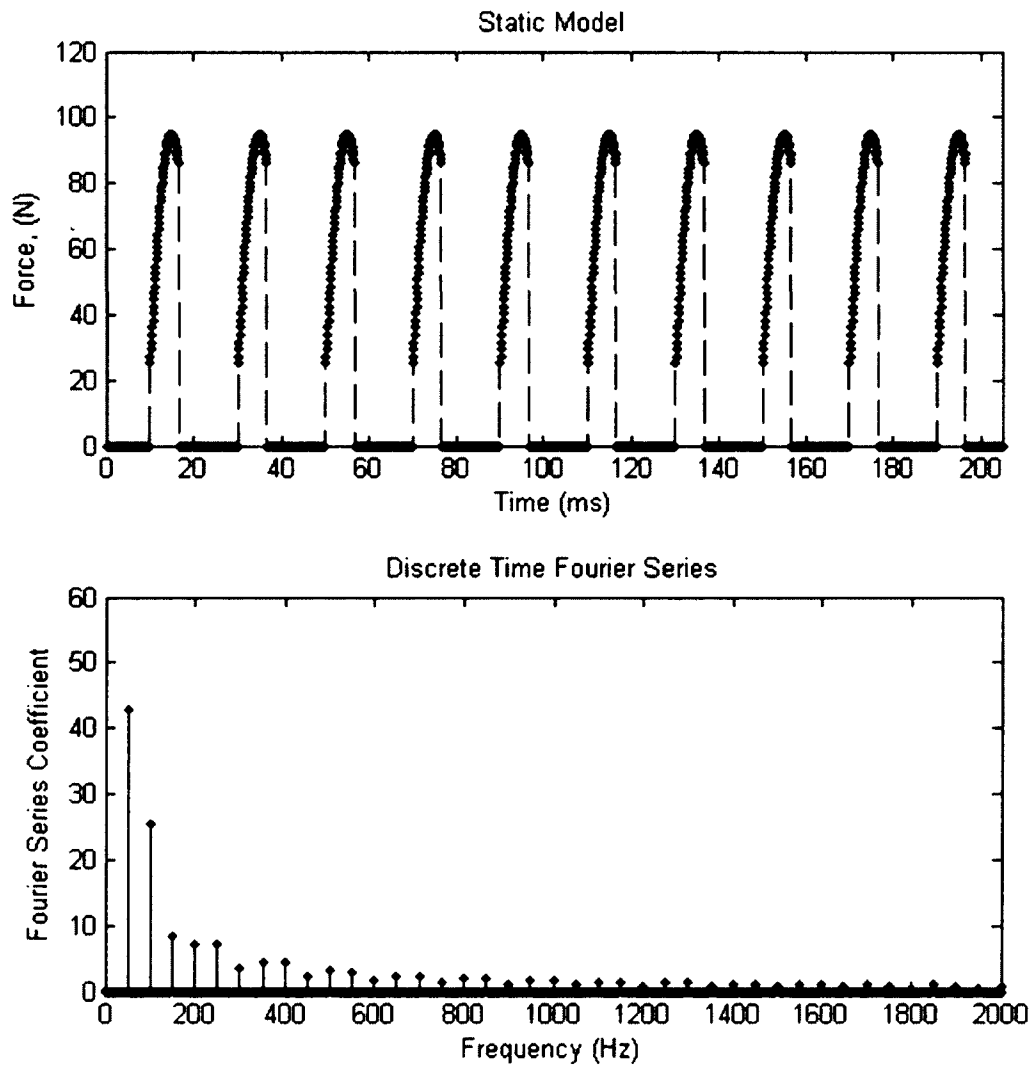 Static Model
120
100
80
60
40
20
0
Force, (N)
0 20 40 60 80 100 120 140 160 180 200
Time (ms)
Discrete Time Fourier Series
60
50
40
30
20
10
0
Fourier Series Coefficient
0 200 400 600 800 1000 1200 1400 1600 1800 2000
Frequency (Hz)